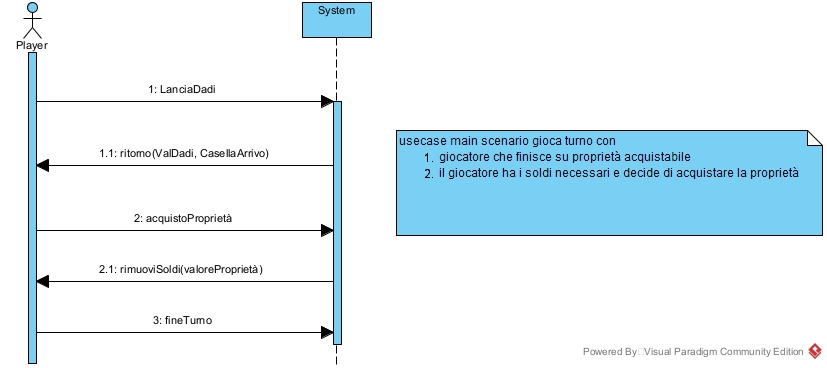 System
Player
1: LanciaDadi
1.1: ritorno(ValDadi, CasellaArrivo)
2: acquistoProprietà
2.1: rimuoviSoldi(valoreProprietà)
3: fineTurno
usecase main scenario gioca turno con
1. giocatore che finisce su proprietà acquistabile
2. il giocatore ha i soldi necessari e decide di acquistare la proprietà
Powered By Visual Paradigm Community Edition